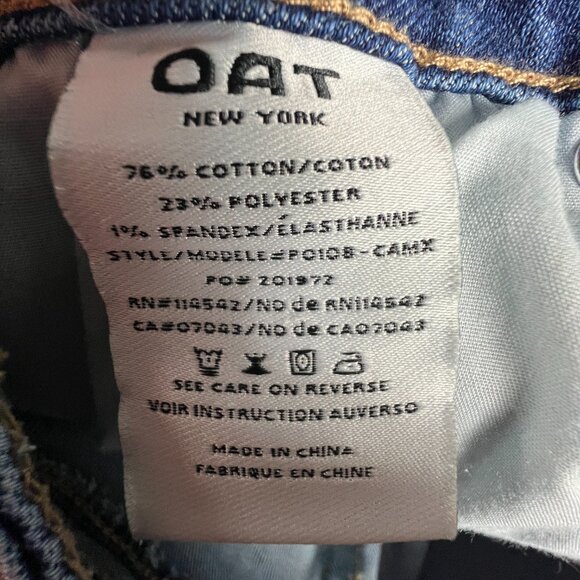 OAT
NEW YORK
76% COTTON/COTON
23% POLYESTER
1% SPANDEX/ÉLASTHANNE
STYLE/MODELE#P0108-CAMX
PO# 201972
RN#114542/NO de RN114542
CA#07043/NO de CA07043
SEE CARE ON REVERSE
VOIR INSTRUCTION AUVERSO
MADE IN CHINA
FABRIQUE EN CHINE